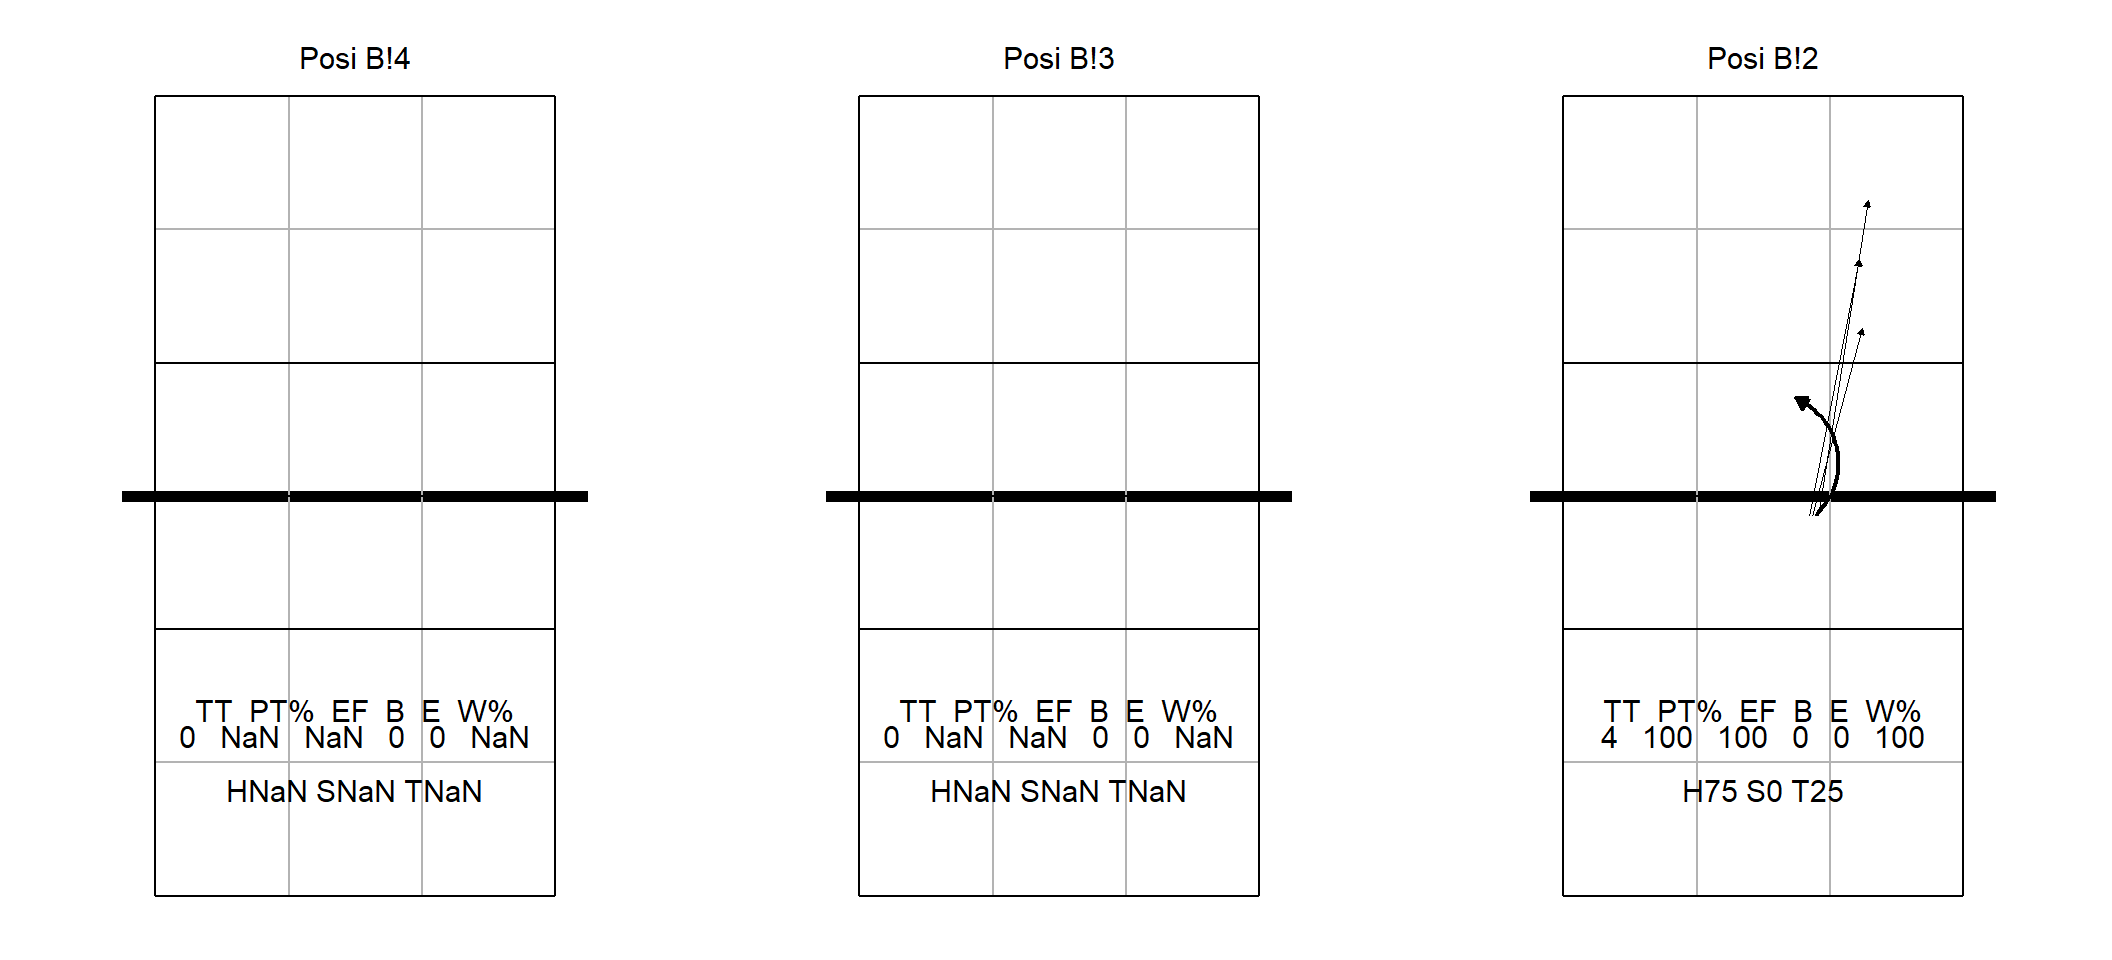 Posi B!4
TT PT% EF B E W%
0 NaN NaN 0 0 NaN
HNaN SNaN TNaN
Posi B!3
TT PT% EF B E W%
0 NaN NaN 0 0 NaN
HNaN SNaN TNaN
Posi B!2
TT PT% EF B E W%
4 100 100 0 0 100
H75 S0 T25